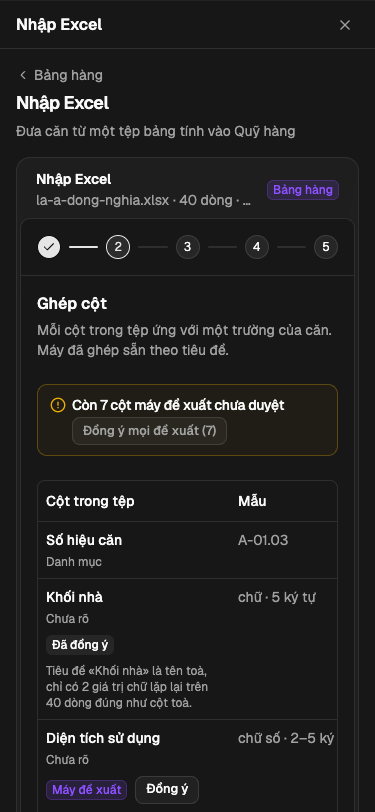 Nhập Excel
Bảng hàng
Nhập Excel
Đưa căn từ một tệp bảng tính vào Quỹ hàng
Nhập Excel
la-a-dong-nghia.xlsx · 40 dòng · ...
Bảng hàng
2 3 4 5
Ghép cột
Mỗi cột trong tệp ứng với một trường của căn.
Máy đã ghép sẵn theo tiêu đề.
Còn 7 cột máy đề xuất chưa duyệt
Đồng ý mọi đề xuất (7)
Cột trong tệp Mẫu
Số hiệu căn A-01.03
Danh mục
Khối nhà chữ · 5 ký tự
Chưa rõ
Đã đồng ý
Tiêu đề «Khối nhà» là tên toà,
chỉ có 2 giá trị chữ lặp lại trên
40 dòng đúng như cột toà.
Diện tích sử dụng chữ số · 2–5 ký
Chưa rõ
Máy đề xuất Đồng ý